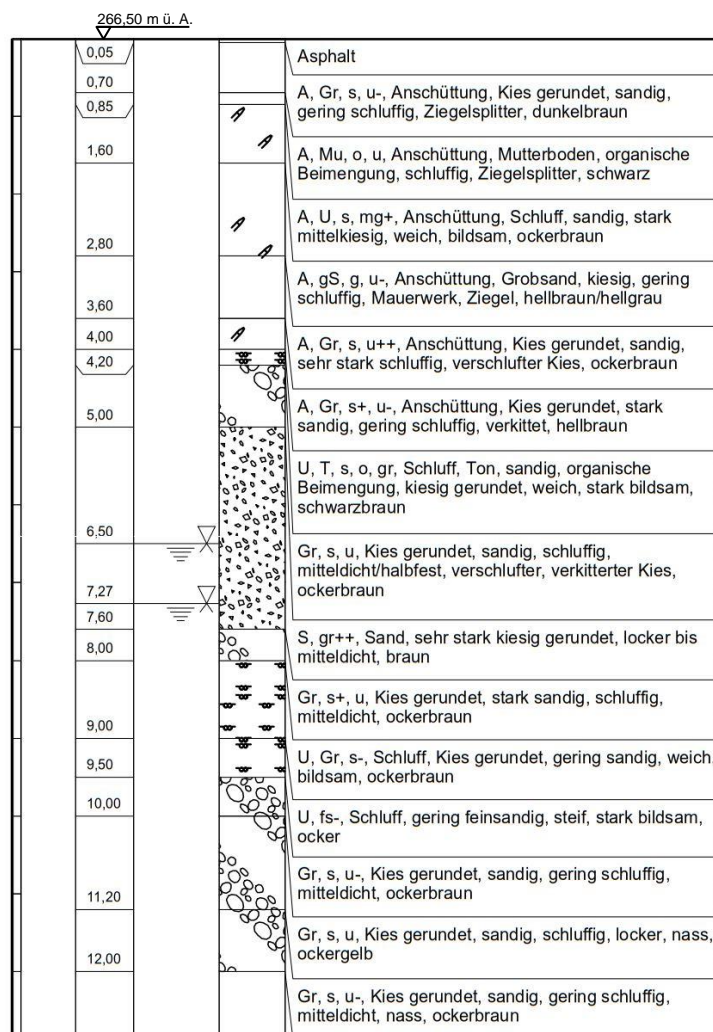 266,50 m ü. A.
0,05
0,70
0,85
1,60
2,80
3,60
4,00
4,20
5,00
6,50
7,27
7,60
8,00
9,00
9,50
10,00
11,20
12,00
Asphalt
A, Gr, s, u-, Anschüttung, Kies gerundet, sandig,
gering schluffig, Ziegelsplitter, dunkelbraun
A, Mu, o, u, Anschüttung, Mutterboden, organische
Beimengung, schluffig, Ziegelsplitter, schwarz
A, U, s, mg+, Anschüttung, Schluff, sandig, stark
mittelkiesig, weich, bildsam, ockerbraun
A, gS, g, u-, Anschüttung, Grobsand, kiesig, gering
schluffig, Mauerwerk, Ziegel, hellbraun/hellgrau
A, Gr, s, u++, Anschüttung, Kies gerundet, sandig,
sehr stark schluffig, verschlufter Kies, ockerbraun
A, Gr, s+, u-, Anschüttung, Kies gerundet, stark
sandig, gering schluffig, verkittet, hellbraun
U, T, s, o, gr, Schluff, Ton, sandig, organische
Beimengung, kiesig gerundet, weich, stark bildsam,
schwarzbraun
Gr, s, u, Kies gerundet, sandig, schluffig,
mitteldicht/halbfest, verschlufter, verkitterter Kies,
ockerbraun
S, gr++, Sand, sehr stark kiesig gerundet, locker bis
mitteldicht, braun
Gr, s+, u, Kies gerundet, stark sandig, schluffig,
mitteldicht, ockerbraun
U, Gr, s-, Schluff, Kies gerundet, gering sandig, weich,
bildsam, ockerbraun
U, fs-, Schluff, gering feinsandig, steif, stark bildsam,
ocker
Gr, s, u-, Kies gerundet, sandig, gering schluffig,
mitteldicht, ockerbraun
Gr, s, u, Kies gerundet, sandig, schluffig, locker, nass,
ockergelb
Gr, s, u-, Kies gerundet, sandig, gering schluffig,
mitteldicht, nass, ockerbraun